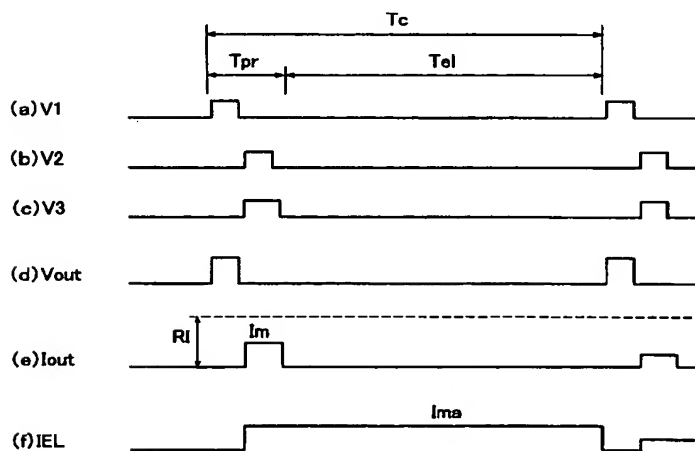 Tc
Tpr Tel
(a)V1
(b)V2
(c)V3
(d)Vout
RI Im
(e)Iout
Ima
(f)IEL